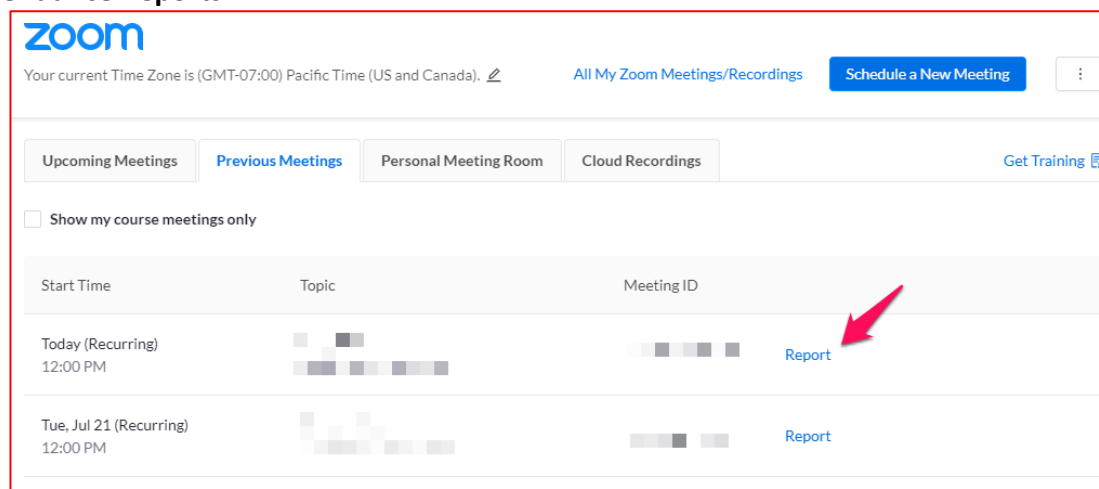 zoom
Your current Time Zone is (GMT-07:00) Pacific Time (US and Canada).
All My Zoom Meetings/Recordings
Schedule a New Meeting
Upcoming Meetings
Previous Meetings
Personal Meeting Room
Cloud Recordings
Get Training
Show my course meetings only
Start Time
Topic
Meeting ID
Today (Recurring)
12:00 PM
Report
Tue, Jul 21 (Recurring)
12:00 PM
Report